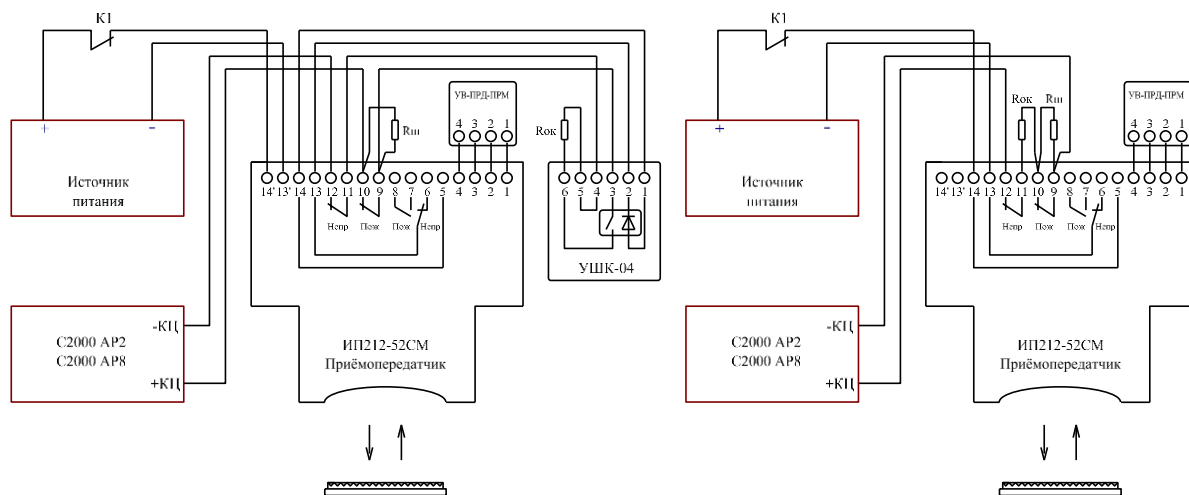 К1
УВ-ПРД-ПРМ
4 3 2 1
Rш
Rок
+ −
Источник
питания
14' 13' 14 13 12 11 10 9 8 7 6 5 4 3 2 1
Непр Пож Пож Непр
6 5 4 3 2 1
УШК-04
-КЦ
С2000 АР2
С2000 АР8
+КЦ
ИП212-52СМ
Приёмопередатчик
К1
УВ-ПРД-ПРМ
4 3 2 1
Rок Rш
+ −
Источник
питания
14' 13' 14 13 12 11 10 9 8 7 6 5 4 3 2 1
Непр Пож Пож Непр
-КЦ
С2000 АР2
С2000 АР8
+КЦ
ИП212-52СМ
Приёмопередатчик